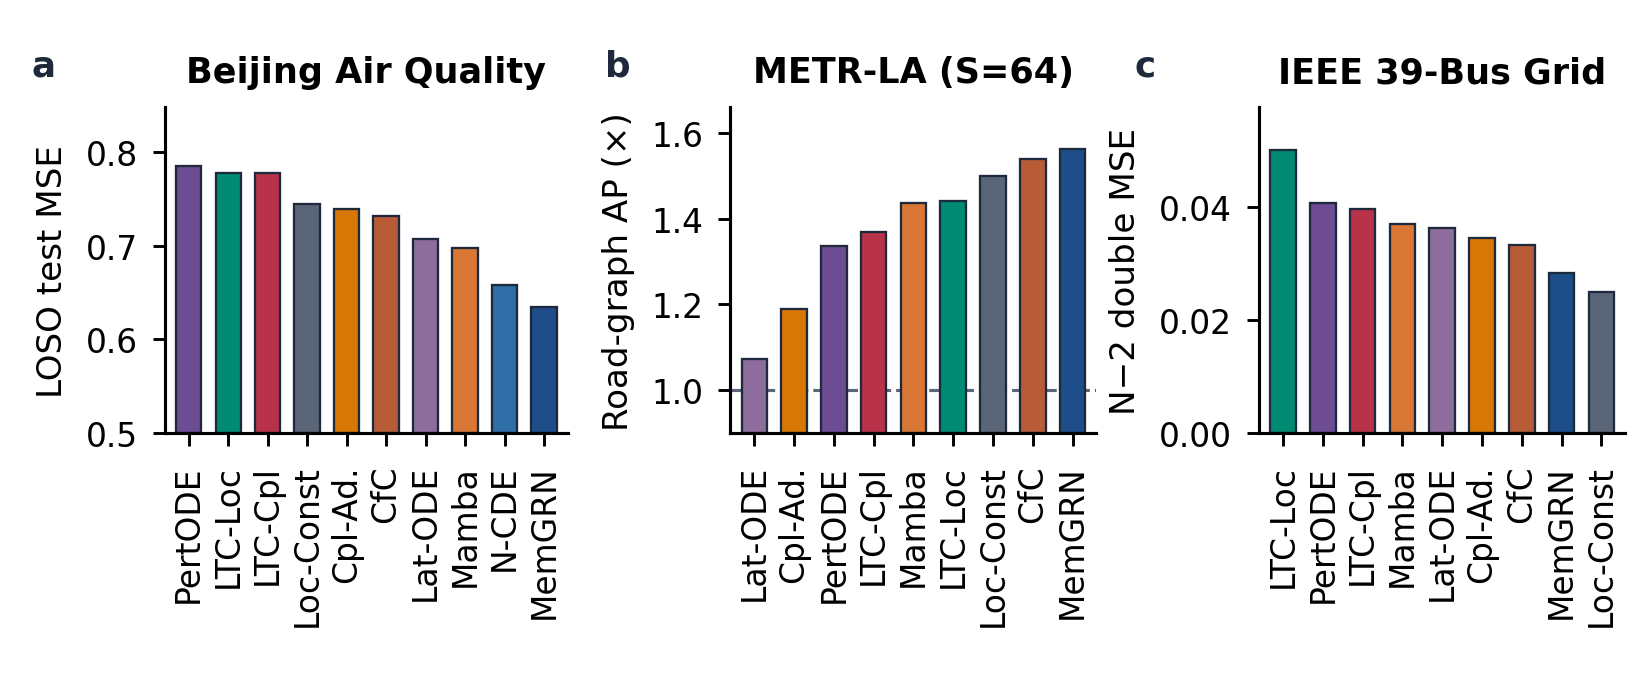 a
Beijing Air Quality
LOSO test MSE
0.8
0.7
0.6
0.5
PertODE
LTC-Loc
LTC-Cpl
Loc-Const
Cpl-Ad.
CfC
Lat-ODE
Mamba
N-CDE
MemGRN
b
METR-LA (S=64)
Road-graph AP (×)
1.6
1.4
1.2
1.0
Lat-ODE
Cpl-Ad.
PertODE
LTC-Cpl
Mamba
LTC-Loc
Loc-Const
CfC
MemGRN
c
IEEE 39-Bus Grid
N−2 double MSE
0.04
0.02
0.00
LTC-Loc
PertODE
LTC-Cpl
Mamba
Lat-ODE
Cpl-Ad.
CfC
MemGRN
Loc-Const